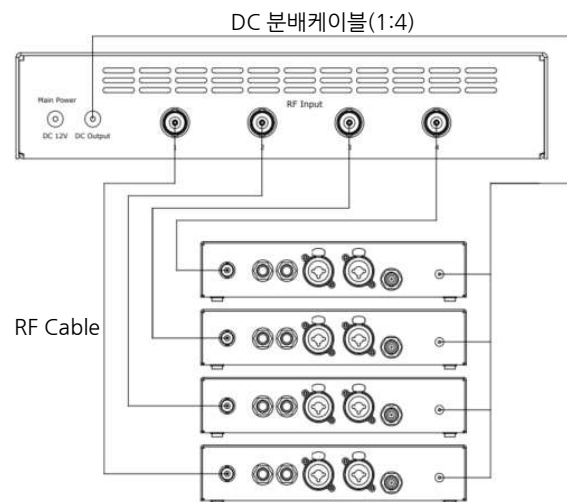 DC 분배케이블(1:4)
Main Power
RF Input
DC 12V DC Output
1 2 3 4
RF Cable